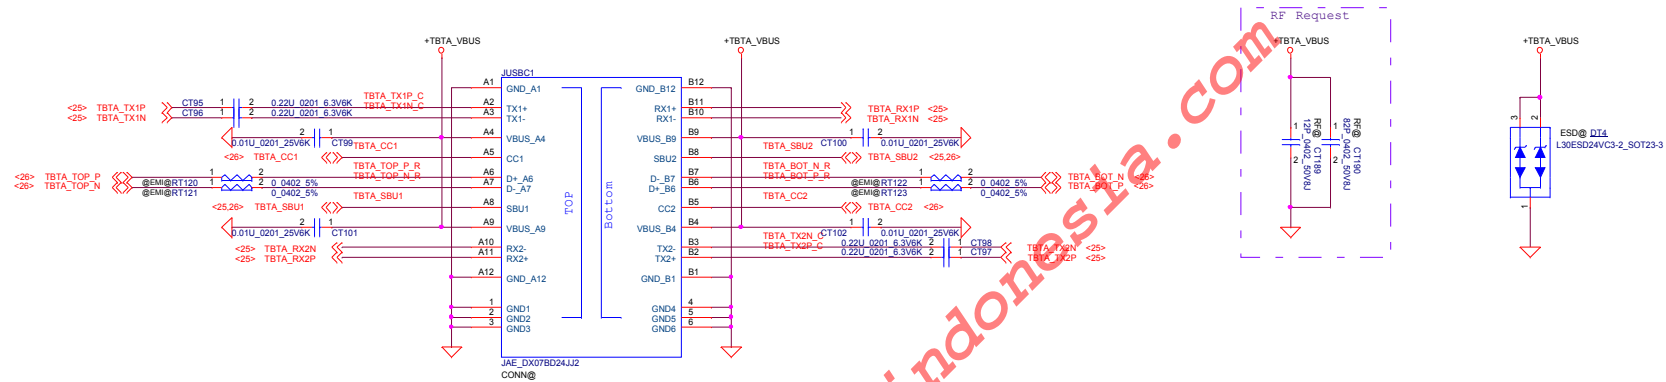 RF Request
+TBTA_VBUS
+TBTA_VBUS
+TBTA_VBUS
+TBTA_VBUS
JUSBC1
A1 GND_A1 GND_B12 B12
<25> TBTA_TX1P CT95 1 2 0.22U_0201_6.3V6K TBTA_TX1P_C A2 TX1+ RX1+ B11 TBTA_RX1P <25>
<25> TBTA_TX1N CT96 1 2 0.22U_0201_6.3V6K TBTA_TX1N_C A3 TX1- RX1- B10 TBTA_RX1N <25>
0.01U_0201_25V6K 2 1 CT99 A4 VBUS_A4 VBUS_B9 B9 CT100 1 2 0.01U_0201_25V6K
<26> TBTA_CC1 TBTA_CC1 A5 CC1 SBU2 B8 TBTA_SBU2 TBTA_SBU2 <25,26>
<26> TBTA_TOP_P @EMI@RT120 1 2 0_0402_5% TBTA_TOP_P_R A6 D+_A6 D-_B7 B7 TBTA_BOT_N_R @EMI@RT122 1 2 0_0402_5% TBTA_BOT_N <26>
<26> TBTA_TOP_N @EMI@RT121 1 2 0_0402_5% TBTA_TOP_N_R A7 D-_A7 D+_B6 B6 TBTA_BOT_P_R @EMI@RT123 1 2 0_0402_5% TBTA_BOT_P <26>
<25,26> TBTA_SBU1 TBTA_SBU1 A8 SBU1 CC2 B5 TBTA_CC2 TBTA_CC2 <26>
0.01U_0201_25V6K 2 1 CT101 A9 VBUS_A9 VBUS_B4 B4 CT102 1 2 0.01U_0201_25V6K
<25> TBTA_RX2N A10 RX2- TX2- B3 TBTA_TX2N_C 0.22U_0201_6.3V6K 2 1 CT98 TBTA_TX2N <25>
<25> TBTA_RX2P A11 RX2+ TX2+ B2 TBTA_TX2P_C 0.22U_0201_6.3V6K 2 1 CT97 TBTA_TX2P <25>
A12 GND_A12 GND_B1 B1
1 GND1 GND4 4
2 GND2 GND5 5
3 GND3 GND6 6
TOP
Bottom
JAE_DX07BD24JJ2
CONN@
1 2 RF@ CT189
12P_0402_50V8J
1 2 RF@ CT190
82P_0402_50V8J
3 2
ESD@ DT4
L30ESD24VC3-2_SOT23-3
1
indonesia.com